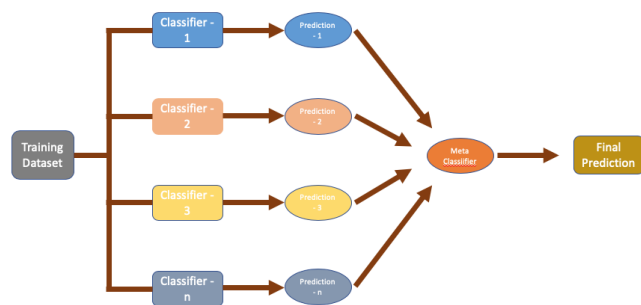 Classifier -
1
Prediction
- 1
Classifier -
2
Prediction
- 2
Training
Dataset
Meta
Classifier
Final
Prediction
Classifier -
3
Prediction
- 3
Classifier -
n
Prediction
- n